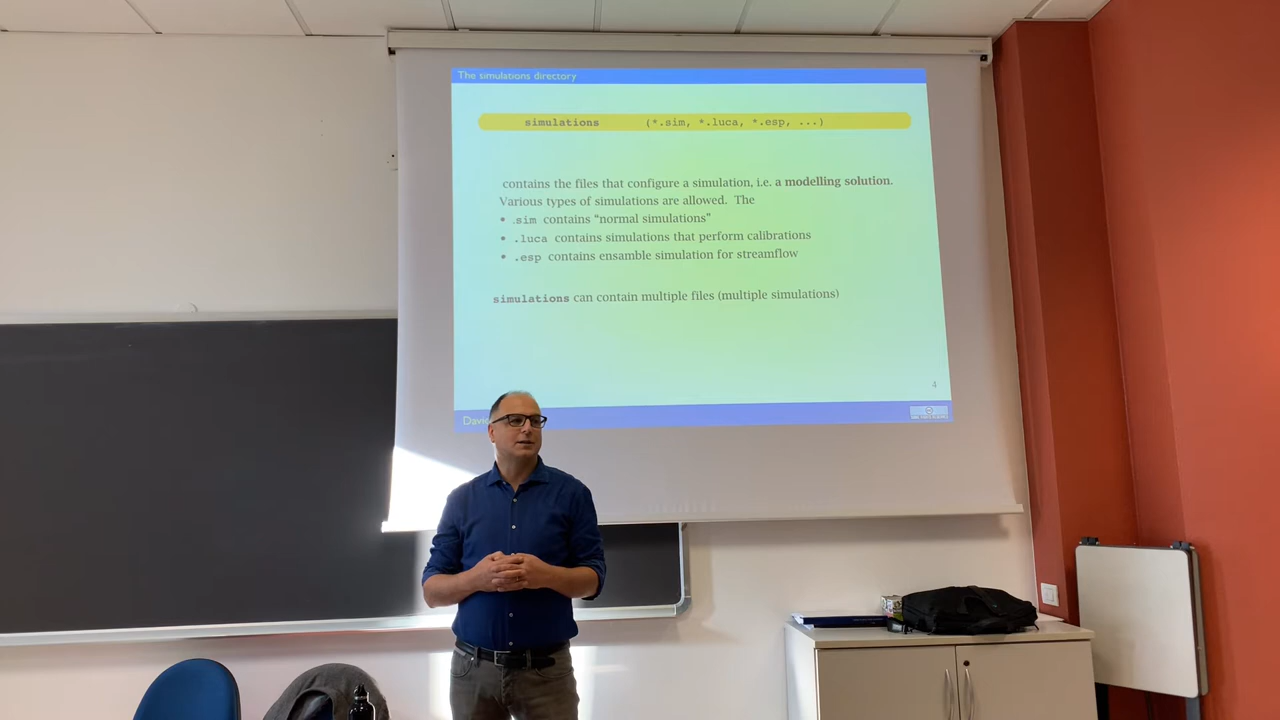 The simulations directory
simulations (*.sim, *.luca, *.esp, ...)
contains the files that configure a simulation, i.e. a modelling solution.
Various types of simulations are allowed. The
• .sim contains “normal simulations”
• .luca contains simulations that perform calibrations
• .esp contains ensamble simulation for streamflow
simulations can contain multiple files (multiple simulations)
4